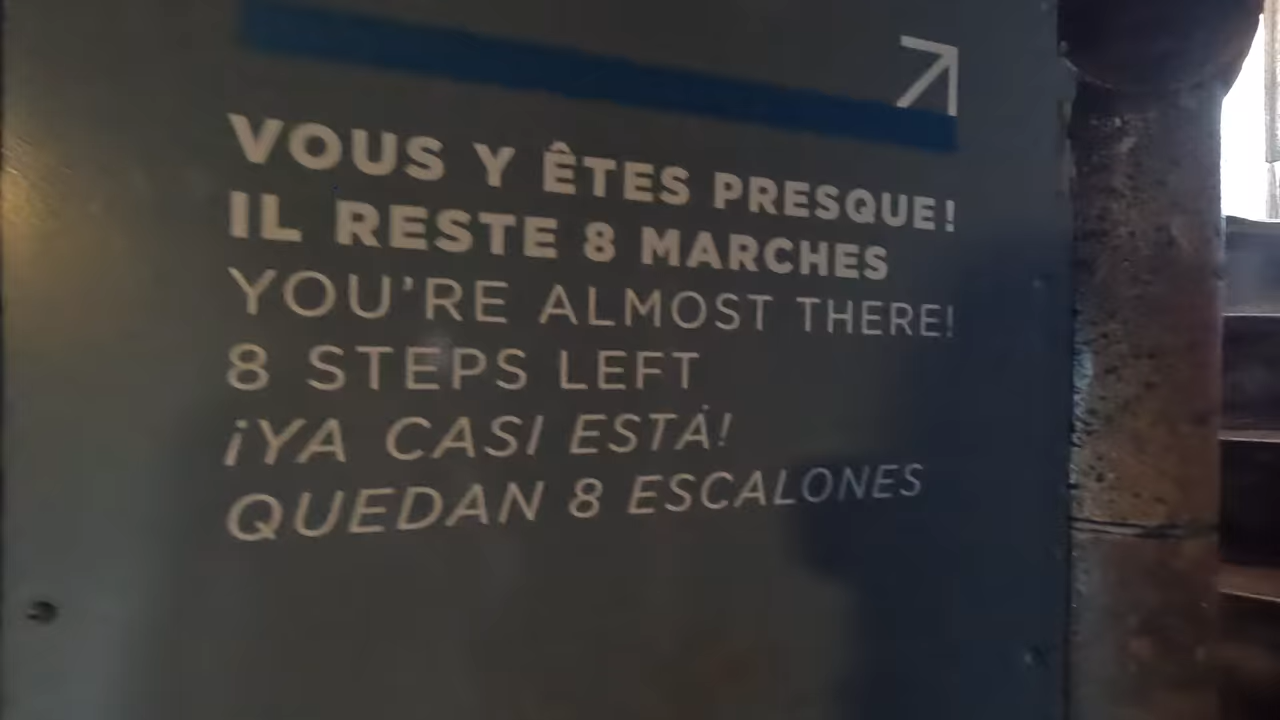 VOUS Y ÊTES PRESQUE!
IL RESTE 8 MARCHES
YOU'RE ALMOST THERE!
8 STEPS LEFT
¡YA CASI ESTÁ!
QUEDAN 8 ESCALONES